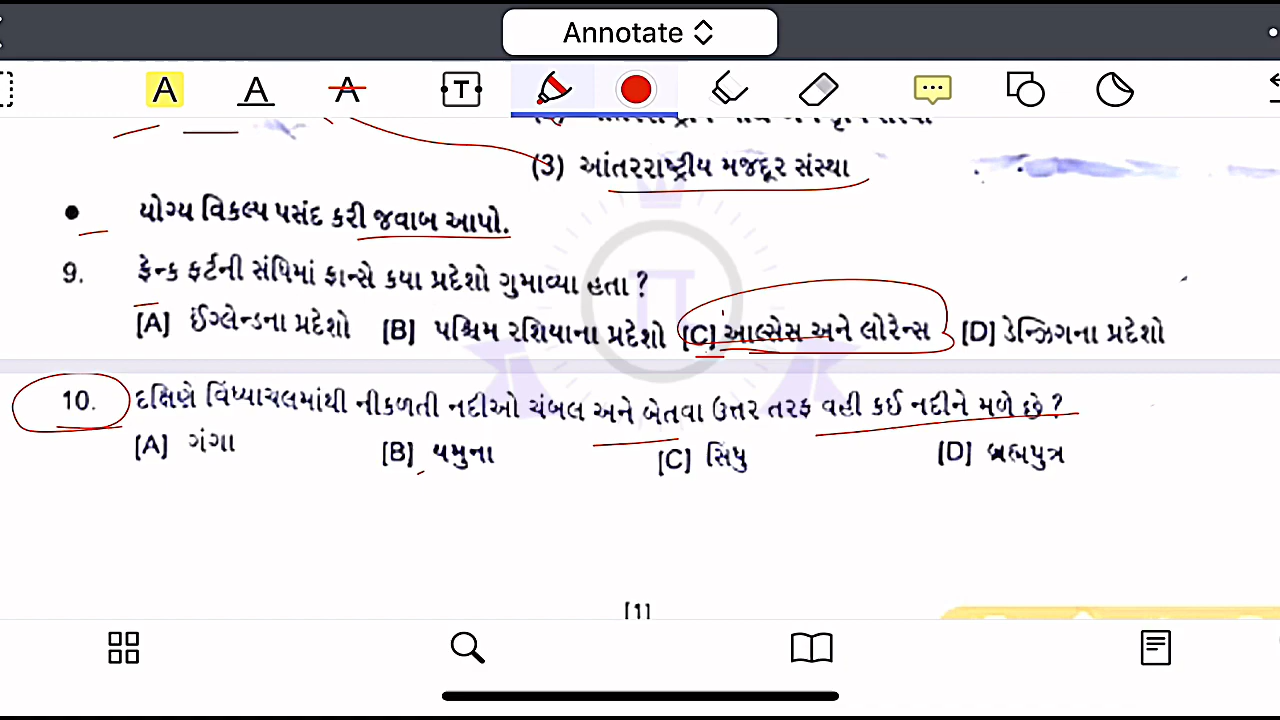 Annotate
(3) આંતરરાષ્ટ્રીય મજદૂર સંસ્થા
● યોગ્ય વિકલ્પ પસંદ કરી જવાબ આપો.
9. ફ્રેન્ક ફર્ટની સંધિમાં ફ્રાન્સે કયા પ્રદેશો ગુમાવ્યા હતા ?
[A] ઈંગ્લેન્ડના પ્રદેશો [B] પશ્ચિમ રશિયાના પ્રદેશો [C] આલ્સેસ અને લોરેન્સ [D] ડેન્ઝિગના પ્રદેશો
10. દક્ષિણે વિંધ્યાચલમાંથી નીકળતી નદીઓ ચંબલ અને બેતવા ઉત્તર તરફ વહી કઈ નદીને મળે છે ?
[A] ગંગા [B] યમુના [C] સિંધુ [D] બ્રહ્મપુત્ર
[1]